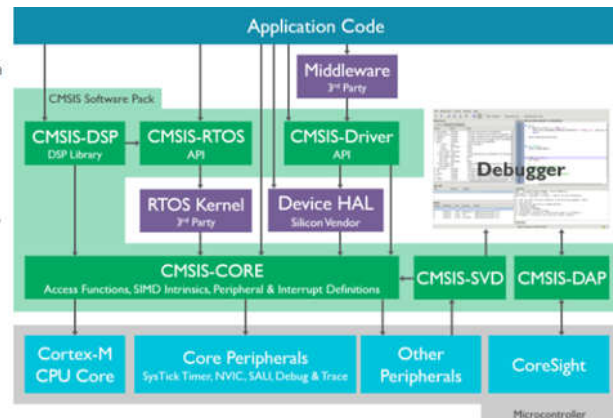 Application Code
Middleware
3rd Party
CMSIS Software Pack
CMSIS-DSP
DSP Library
CMSIS-RTOS
API
CMSIS-Driver
API
Debugger
RTOS Kernel
3rd Party
Device HAL
Silicon Vendor
CMSIS-CORE
Access Functions, SIMD Intrinsics, Peripheral & Interrupt Definitions
CMSIS-SVD
CMSIS-DAP
Cortex-M
CPU Core
Core Peripherals
SysTick Timer, NVIC, SAU, Debug & Trace
Other
Peripherals
CoreSight
Microcontroller